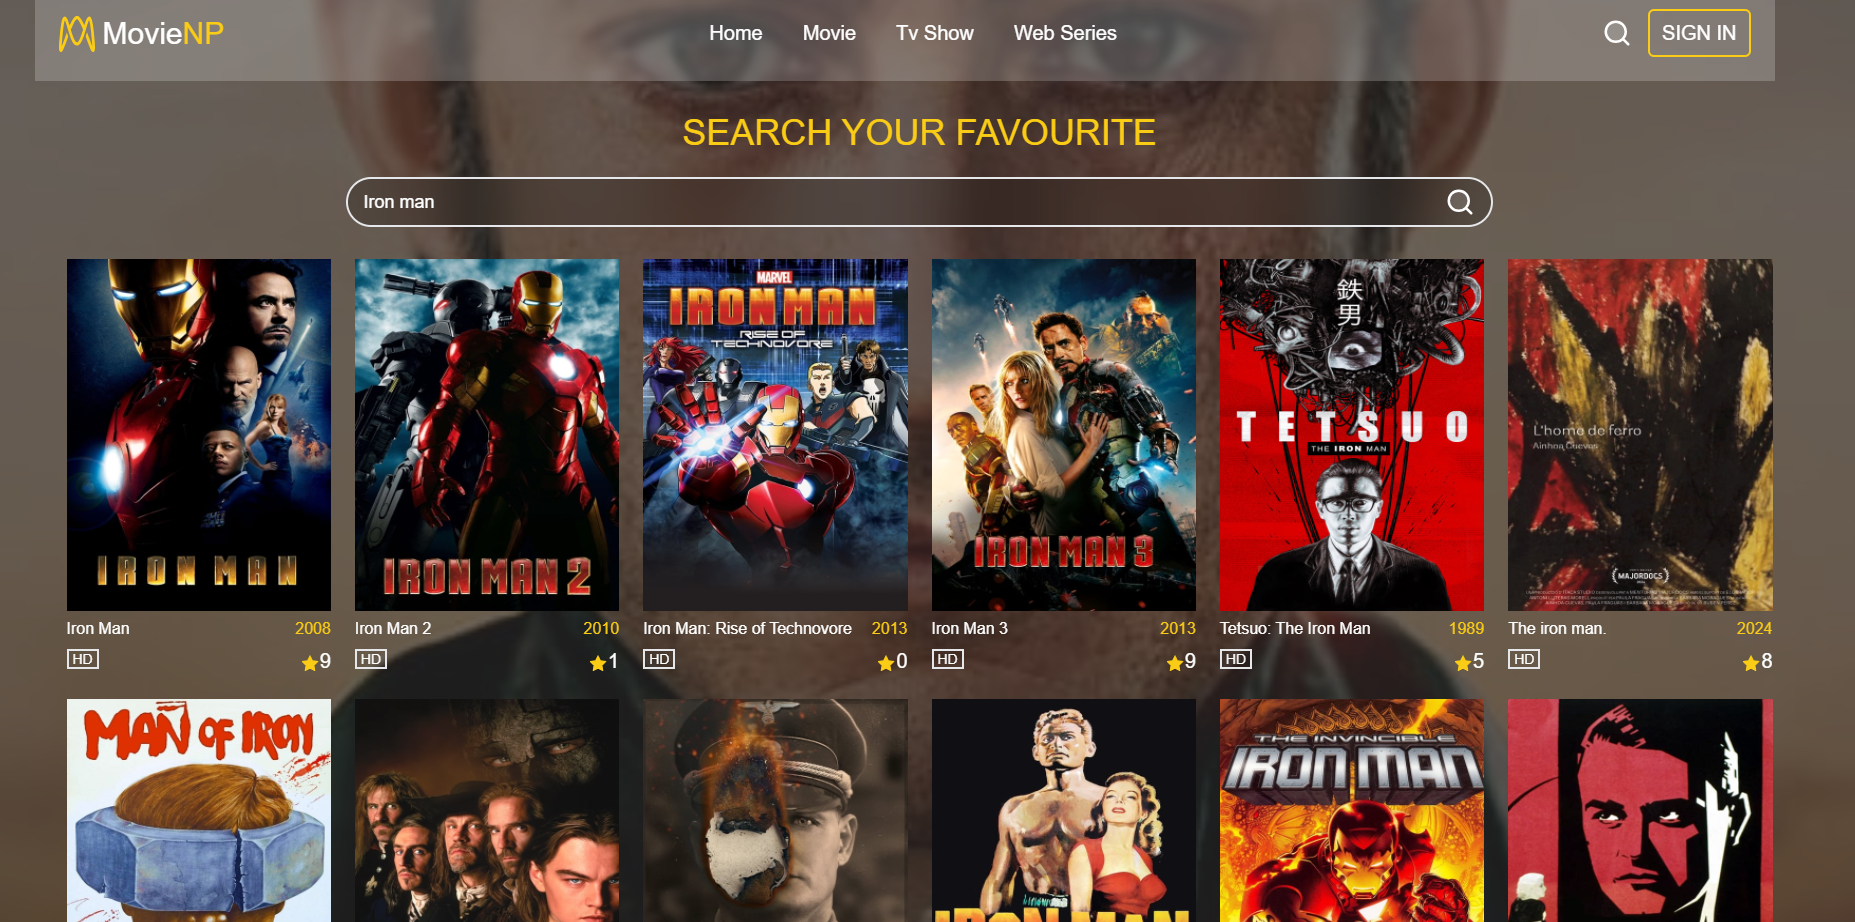 MovieNP
Home Movie Tv Show Web Series
SIGN IN
SEARCH YOUR FAVOURITE
Iron man
IRON MAN
IRON MAN 2
MARVEL
IRON MAN
RISE OF
TECHNOVORE
IRON MAN 3
鉄
男
TETSUO
THE IRON MAN
L'home de ferro
Ainhoa Cuevas
MAJORDOCS
Iron Man 2008
HD 9
Iron Man 2 2010
HD 1
Iron Man: Rise of Technovore 2013
HD 0
Iron Man 3 2013
HD 9
Tetsuo: The Iron Man 1989
HD 5
The iron man. 2024
HD 8
MAN OF IRON
IRON MAN
THE INVINCIBLE
IRON MAN